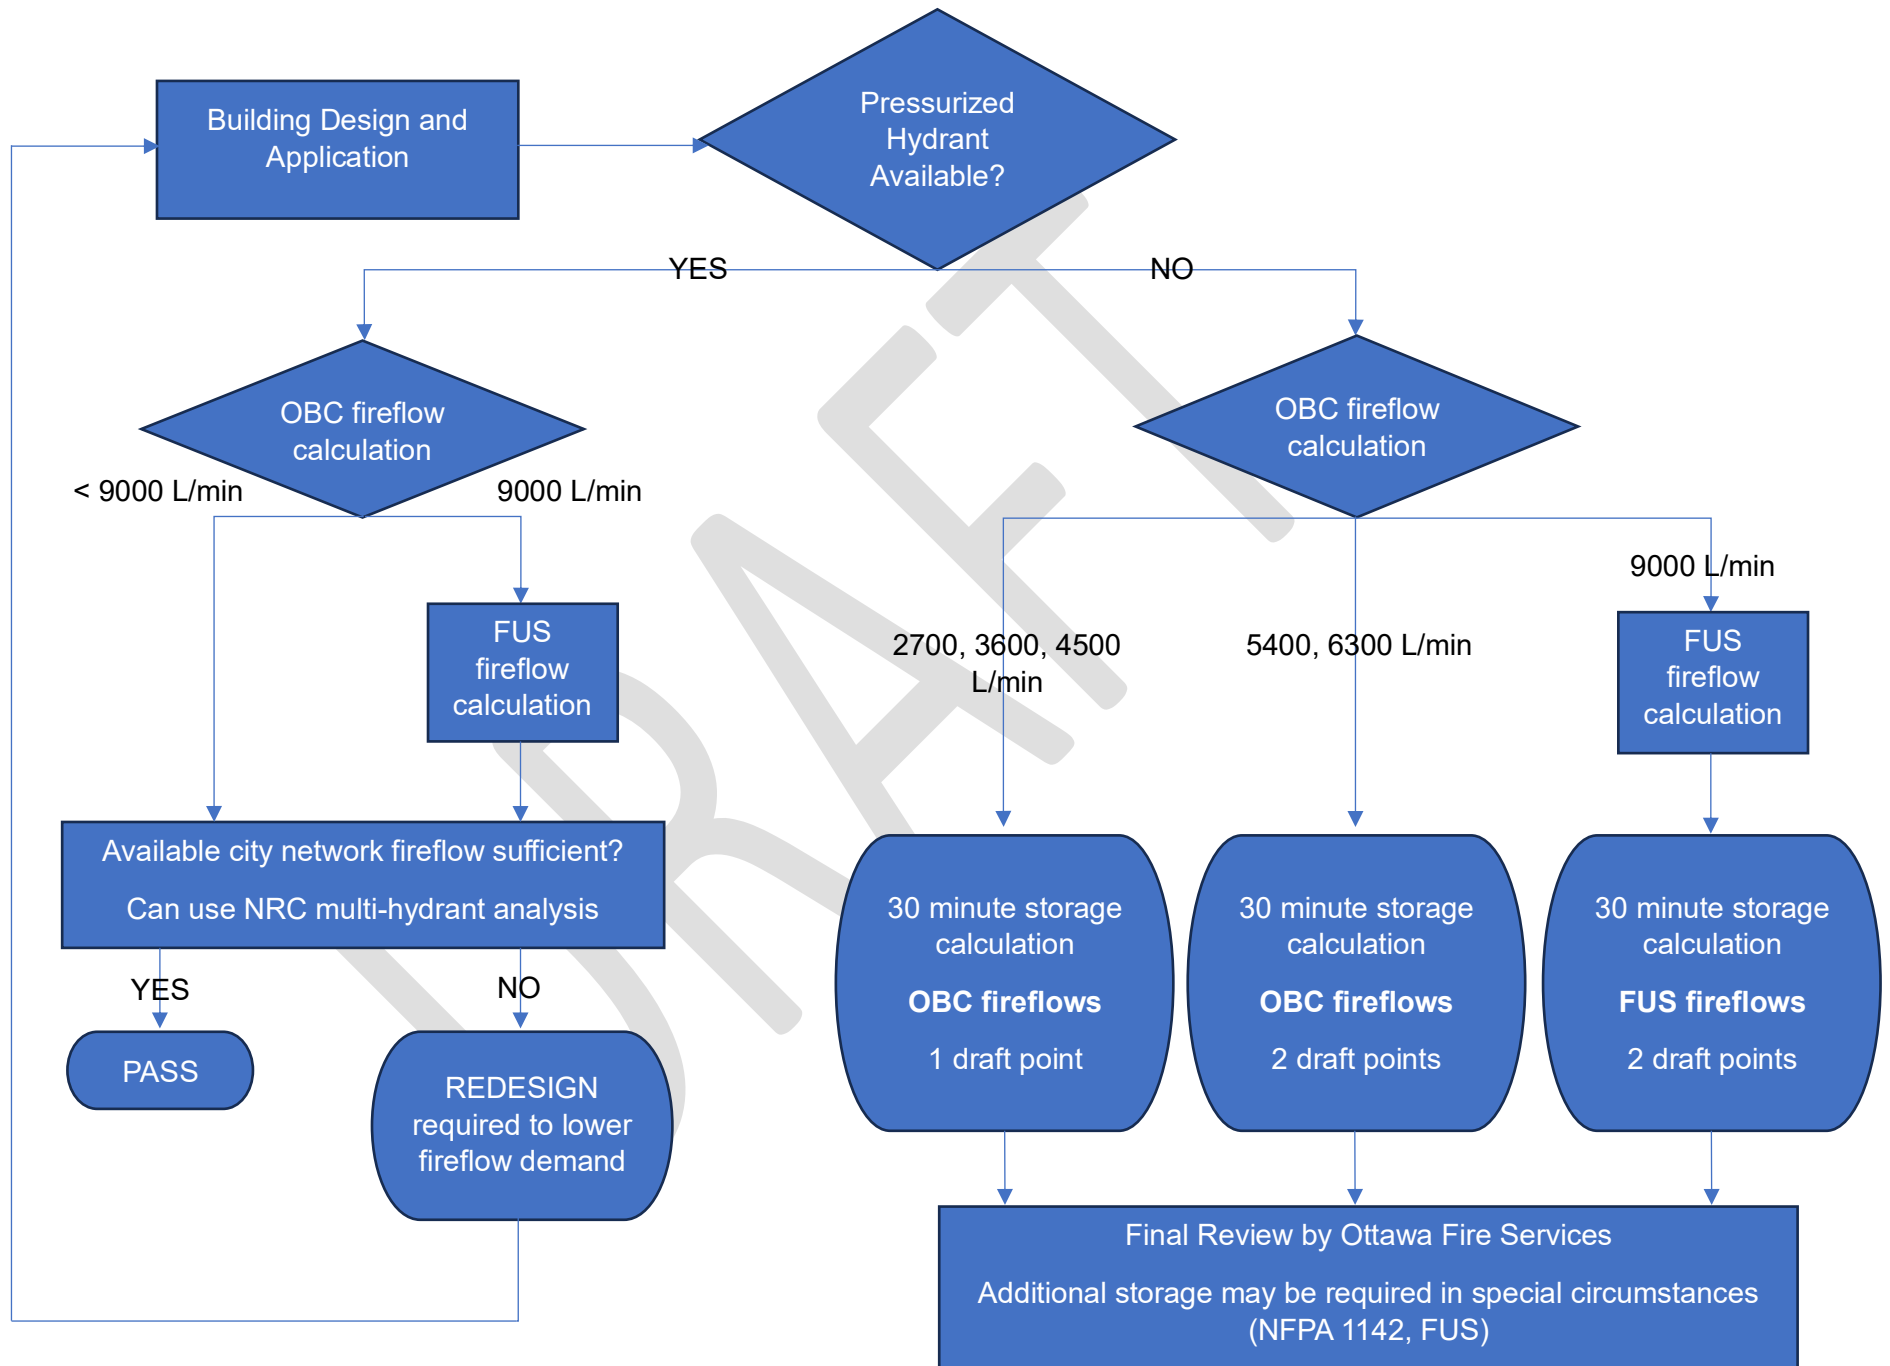 Building Design and
Application
Pressurized
Hydrant
Available?
YES
NO
OBC fireflow
calculation
< 9000 L/min
9000 L/min
OBC fireflow
calculation
9000 L/min
FUS
fireflow
calculation
2700, 3600, 4500
L/min
5400, 6300 L/min
FUS
fireflow
calculation
Available city network fireflow sufficient?
Can use NRC multi-hydrant analysis
YES
NO
PASS
REDESIGN
required to lower
fireflow demand
30 minute storage
calculation
OBC fireflows
1 draft point
30 minute storage
calculation
OBC fireflows
2 draft points
30 minute storage
calculation
FUS fireflows
2 draft points
Final Review by Ottawa Fire Services
Additional storage may be required in special circumstances
(NFPA 1142, FUS)
DRAFT